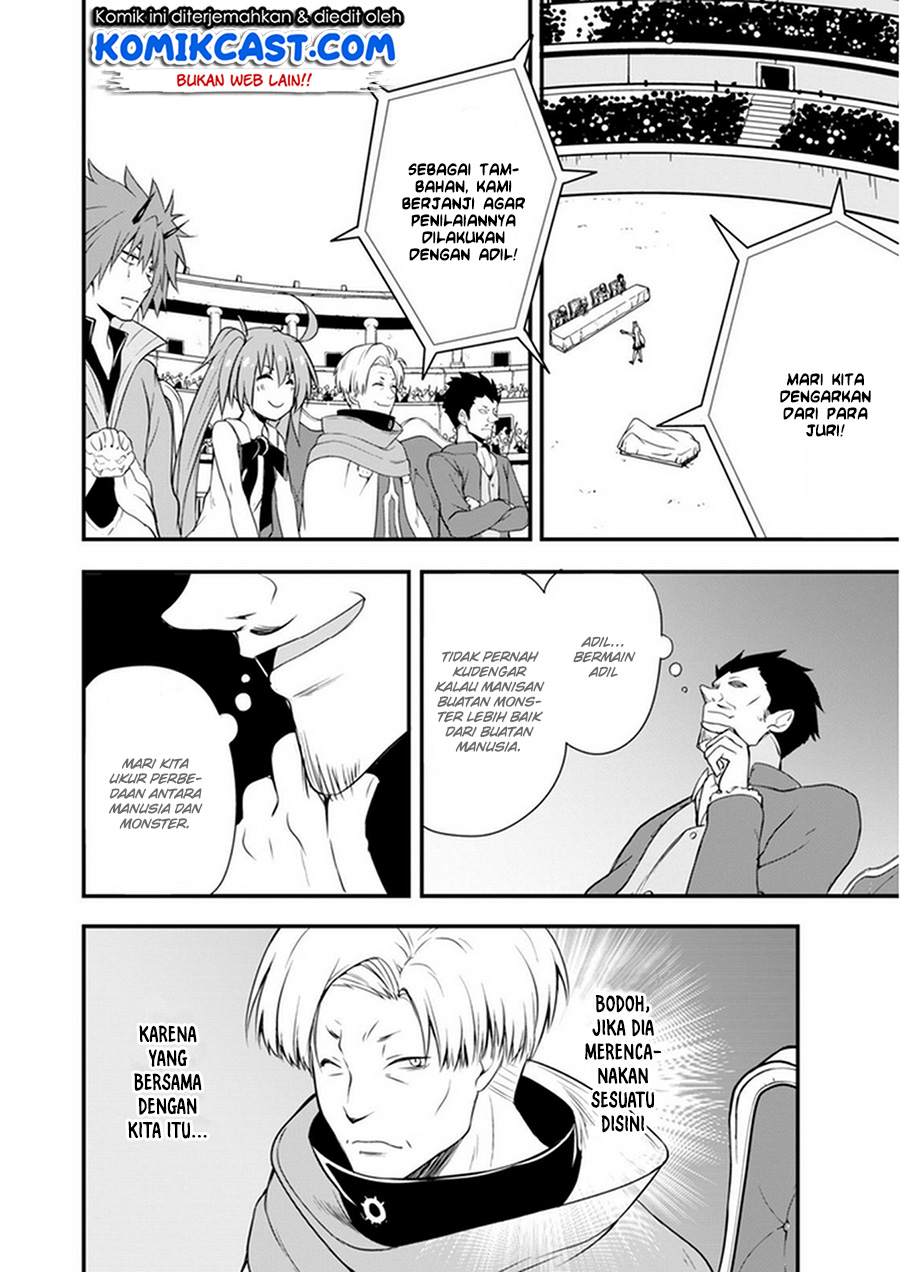 Komik ini diterjemahkan & diedit oleh
KOMIKCAST.COM
BUKAN WEB LAIN!!
MARI KITA
DENGARKAN
DARI PARA
JURI!
SEBAGAI TAM-
BAHAN, KAMI
BERJANJI AGAR
PENILAIANNYA
DILAKUKAN
DENGAN ADIL!
ADIL...
BERMAIN
ADIL
TIDAK PERNAH
KUDENGAR
KALAU MANISAN
BUATAN MONS-
TER LEBIH BAIK
DARI BUATAN
MANUSIA.
MARI KITA
UKUR PERBE-
DAAN ANTARA
MANUSIA DAN
MONSTER.
BODOH,
JIKA DIA
MERENCA-
NAKAN
SESUATU
DISINI
KARENA
YANG
BERSAMA
DENGAN
KITA ITU...